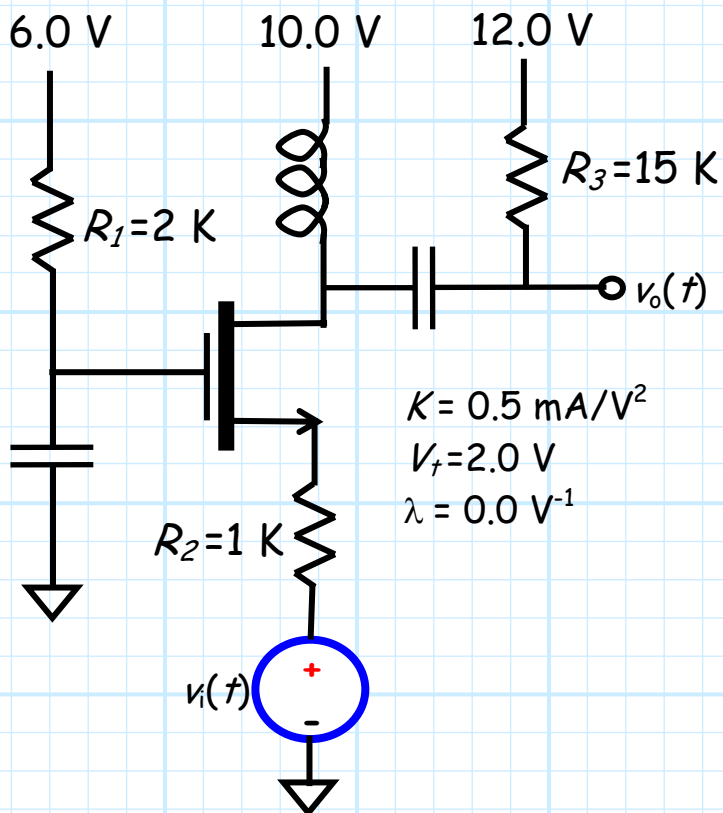 6.0 V 10.0 V 12.0 V
R₃=15 K
R₁=2 K
vₒ(t)
K= 0.5 mA/V²
Vₜ=2.0 V
λ = 0.0 V⁻¹
R₂=1 K
+
vᵢ(t)
-